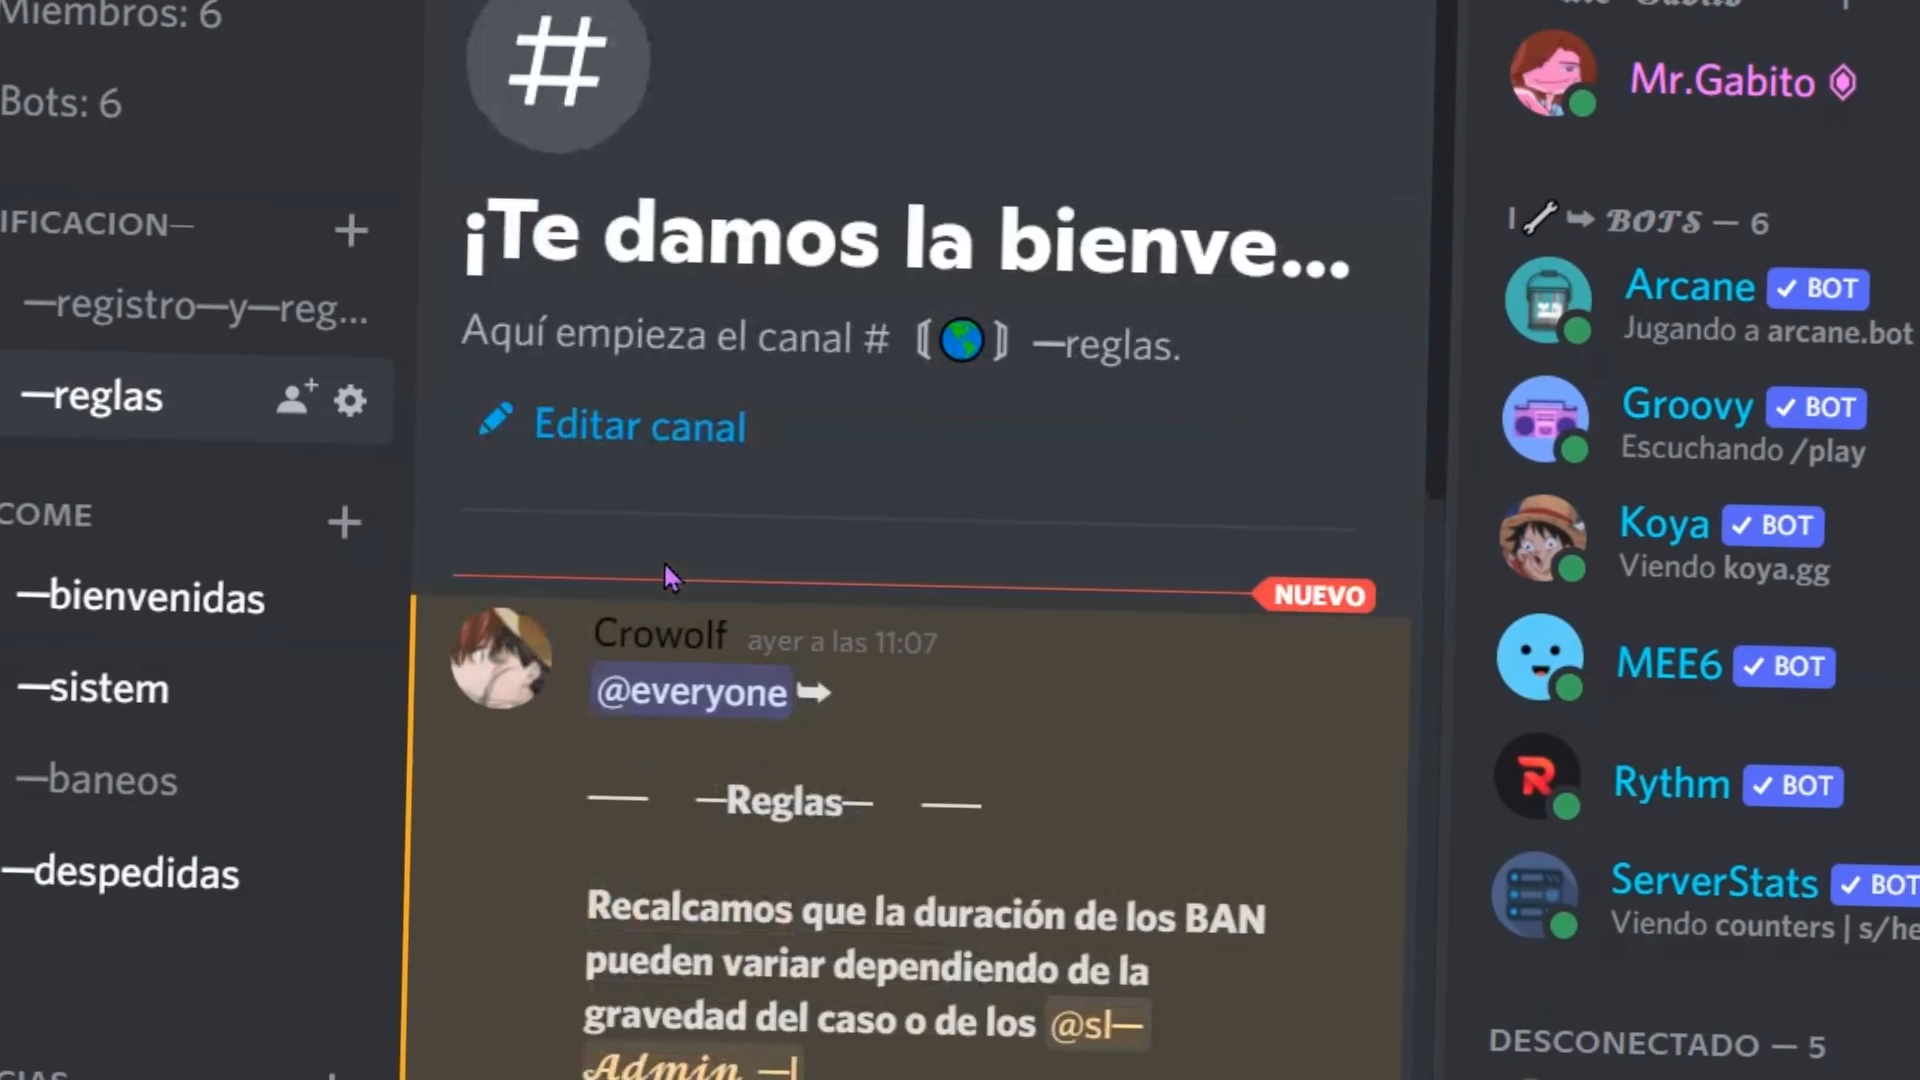 Miembros: 6
Bots: 6
IFICACION—
—registro—y—reg...
—reglas
COME
—bienvenidas
—sistem
—baneos
—despedidas
#
¡Te damos la bienve...
Aquí empieza el canal # 【🌎】 —reglas.
Editar canal
NUEVO
Crowolf ayer a las 11:07
@everyone ➥
—— —Reglas— ——
Recalcamos que la duración de los BAN
pueden variar dependiendo de la
gravedad del caso o de los @sl—
𝓐𝓭𝓶𝓲𝓷 —|
Mr.Gabito
|🔧 ➥ 𝓑𝓞𝓣𝓢 — 6
Arcane ✓ BOT
Jugando a arcane.bot
Groovy ✓ BOT
Escuchando /play
Koya ✓ BOT
Viendo koya.gg
MEE6 ✓ BOT
Rythm ✓ BOT
ServerStats ✓ BOT
Viendo counters | s/he
DESCONECTADO — 5